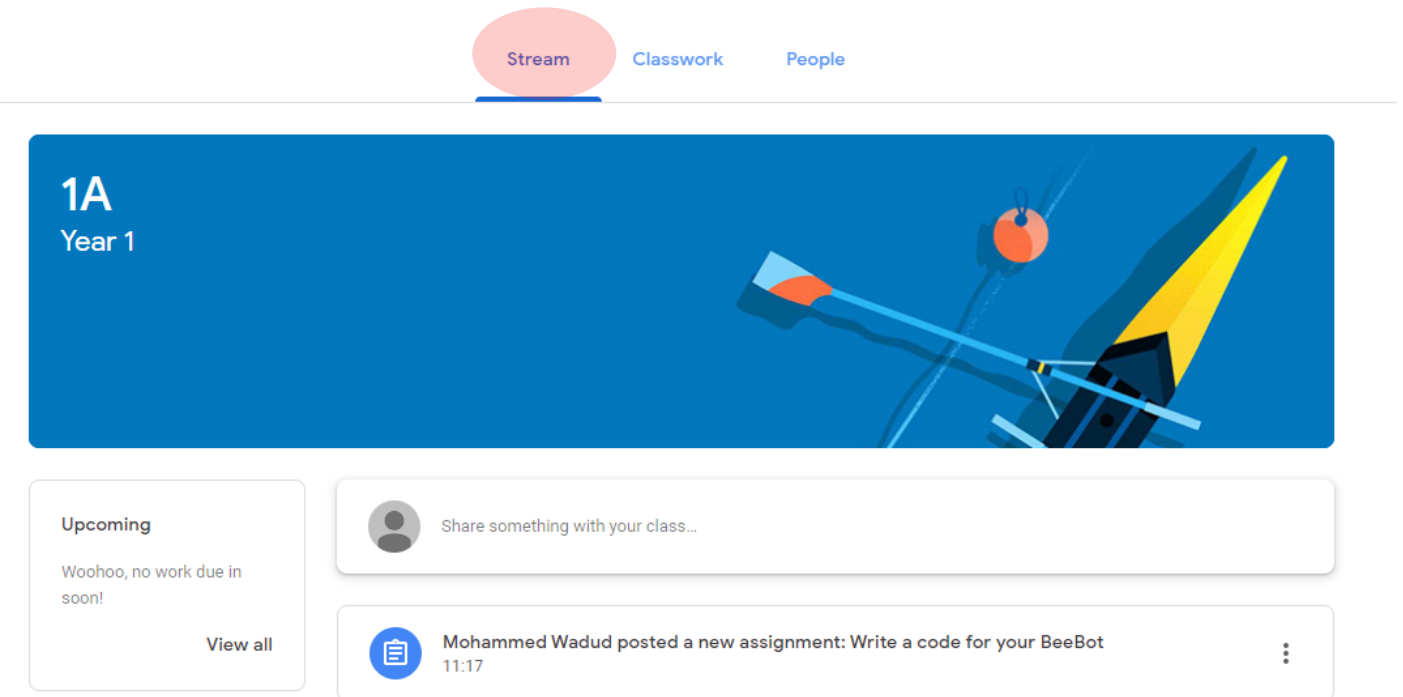 Stream Classwork People
1A
Year 1
Upcoming
Woohoo, no work due in
soon!
View all
Share something with your class...
Mohammed Wadud posted a new assignment: Write a code for your BeeBot
11:17